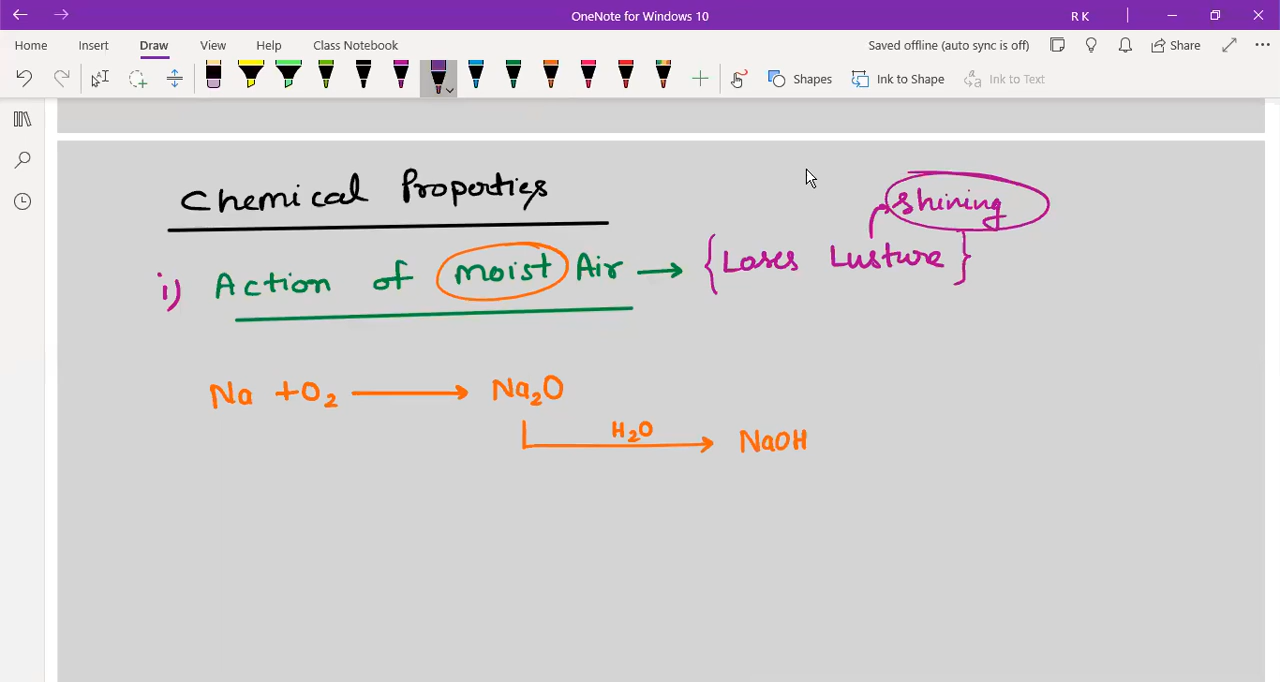 OneNote for Windows 10
R K
Home Insert Draw View Help Class Notebook
Saved offline (auto sync is off) Share
Shapes Ink to Shape Ink to Text
Chemical Properties
shining
i) Action of moist Air → {Loses Lusture}
Na + O₂ → Na₂O
H₂O → NaOH